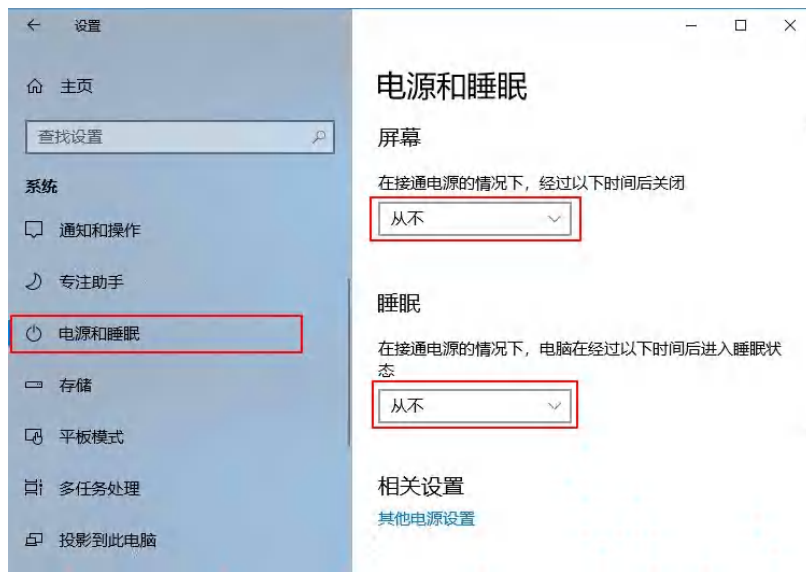 设置
主页
查找设置
系统
通知和操作
专注助手
电源和睡眠
存储
平板模式
多任务处理
投影到此电脑
电源和睡眠
屏幕
在接通电源的情况下，经过以下时间后关闭
从不
睡眠
在接通电源的情况下，电脑在经过以下时间后进入睡眠状
态
从不
相关设置
其他电源设置